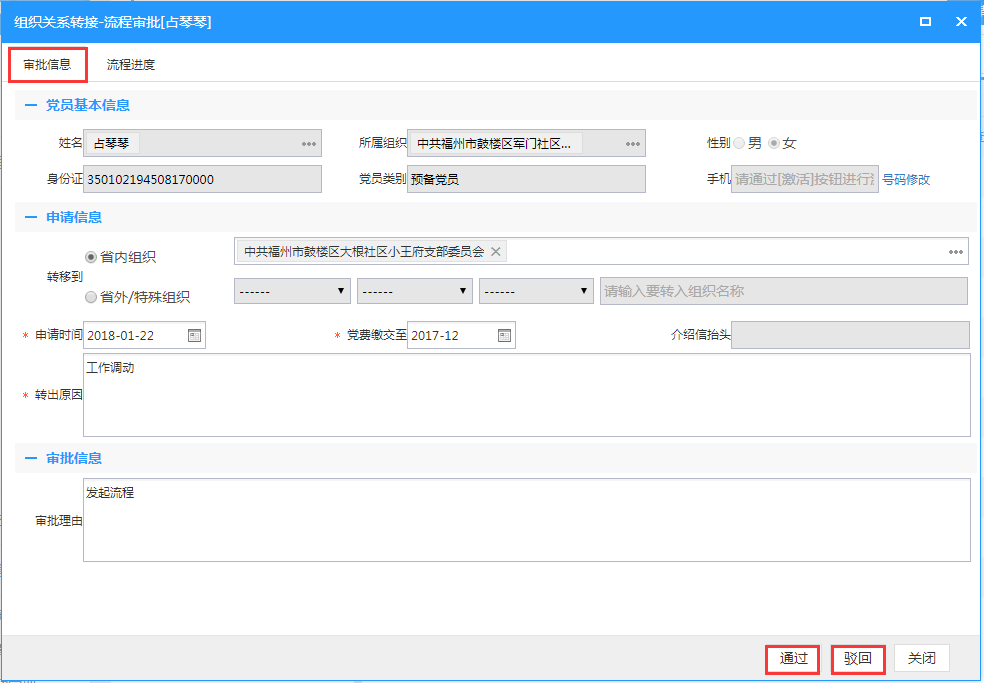 组织关系转接-流程审批[占琴琴]
审批信息 流程进度
党员基本信息
姓名 占琴琴 所属组织 中共福州市鼓楼区军门社区... 性别 男 女
身份证 350102194508170000 党员类别 预备党员 手机 请通过[激活]按钮进行 号码修改
申请信息
转移到 省内组织 中共福州市鼓楼区大根社区小王府支部委员会
省外/特殊组织 ------ ------ ------ 请输入要转入组织名称
* 申请时间 2018-01-22 * 党费缴交至 2017-12 介绍信抬头
* 转出原因 工作调动
审批信息
审批理由 发起流程
通过 驳回 关闭